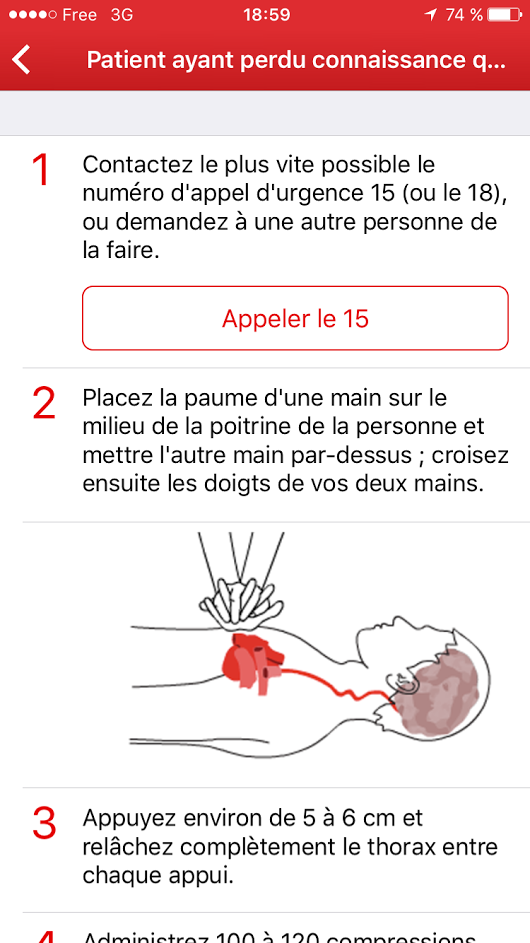 Free 3G 18:59 74 %
Patient ayant perdu connaissance q...
1 Contactez le plus vite possible le
numéro d'appel d'urgence 15 (ou le 18),
ou demandez à une autre personne de
la faire.
Appeler le 15
2 Placez la paume d'une main sur le
milieu de la poitrine de la personne et
mettre l'autre main par-dessus ; croisez
ensuite les doigts de vos deux mains.
3 Appuyez environ de 5 à 6 cm et
relâchez complètement le thorax entre
chaque appui.
4 Administrez 100 à 120 compressions